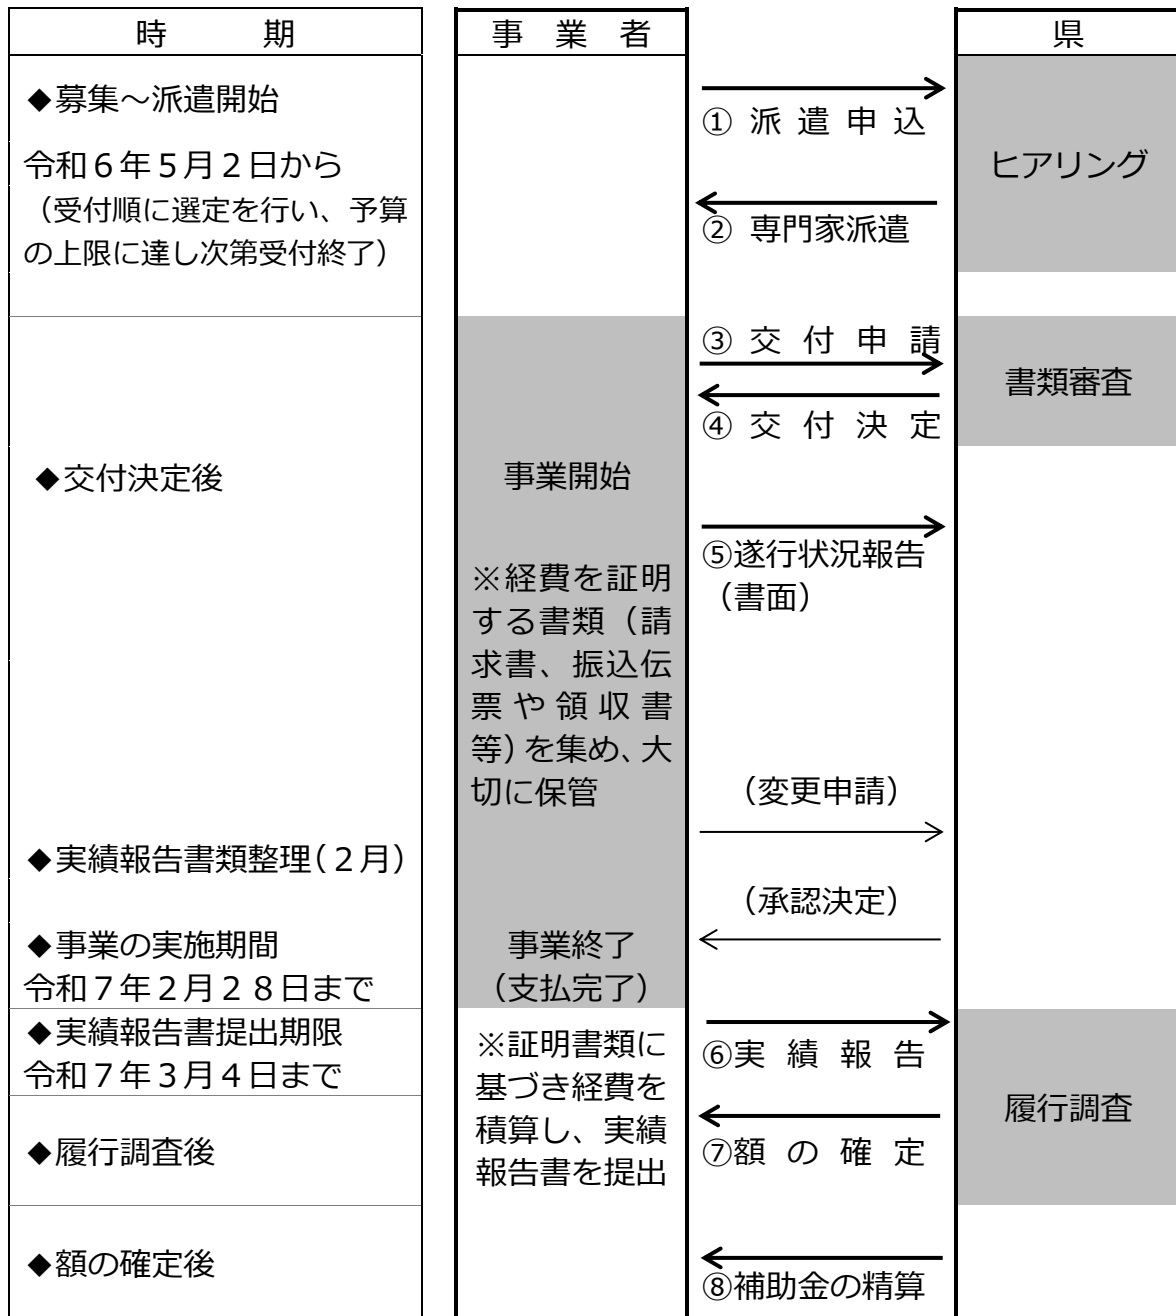 時 期
◆募集～派遣開始
令和６年５月２日から
（受付順に選定を行い、予算
の上限に達し次第受付終了）
◆交付決定後
◆実績報告書類整理（２月）
◆事業の実施期間
令和７年２月２８日まで
◆実績報告書提出期限
令和７年３月４日まで
◆履行調査後
◆額の確定後
事 業 者
事業開始
※経費を証明
する書類（請
求書、振込伝
票や領収書
等）を集め、大
切に保管
事業終了
（支払完了）
※証明書類に
基づき経費を
積算し、実績
報告書を提出
① 派 遣 申 込
② 専門家派遣
③ 交 付 申 請
④ 交 付 決 定
⑤遂行状況報告
（書面）
（変更申請）
（承認決定）
⑥実 績 報 告
⑦額 の 確 定
⑧補助金の精算
県
ヒアリング
書類審査
履行調査